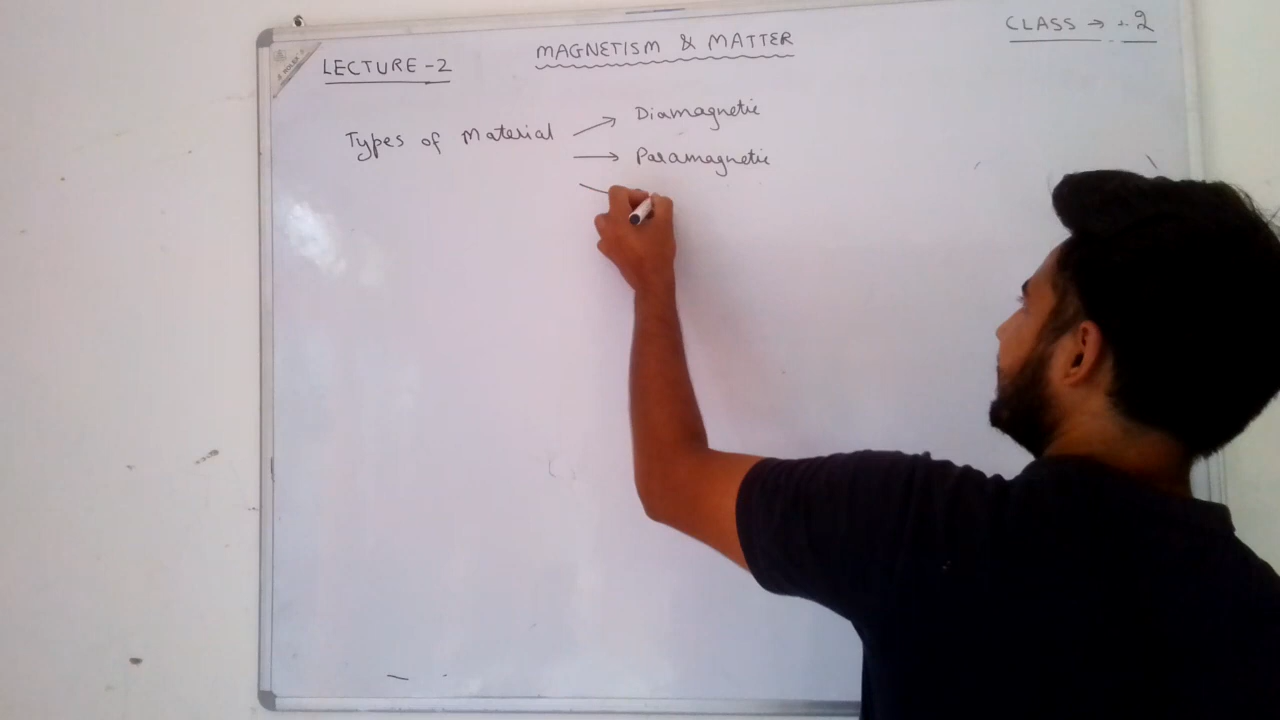 LECTURE - 2
MAGNETISM & MATTER
CLASS → +2
Types of Material
→ Diamagnetic
→ Paramagnetic